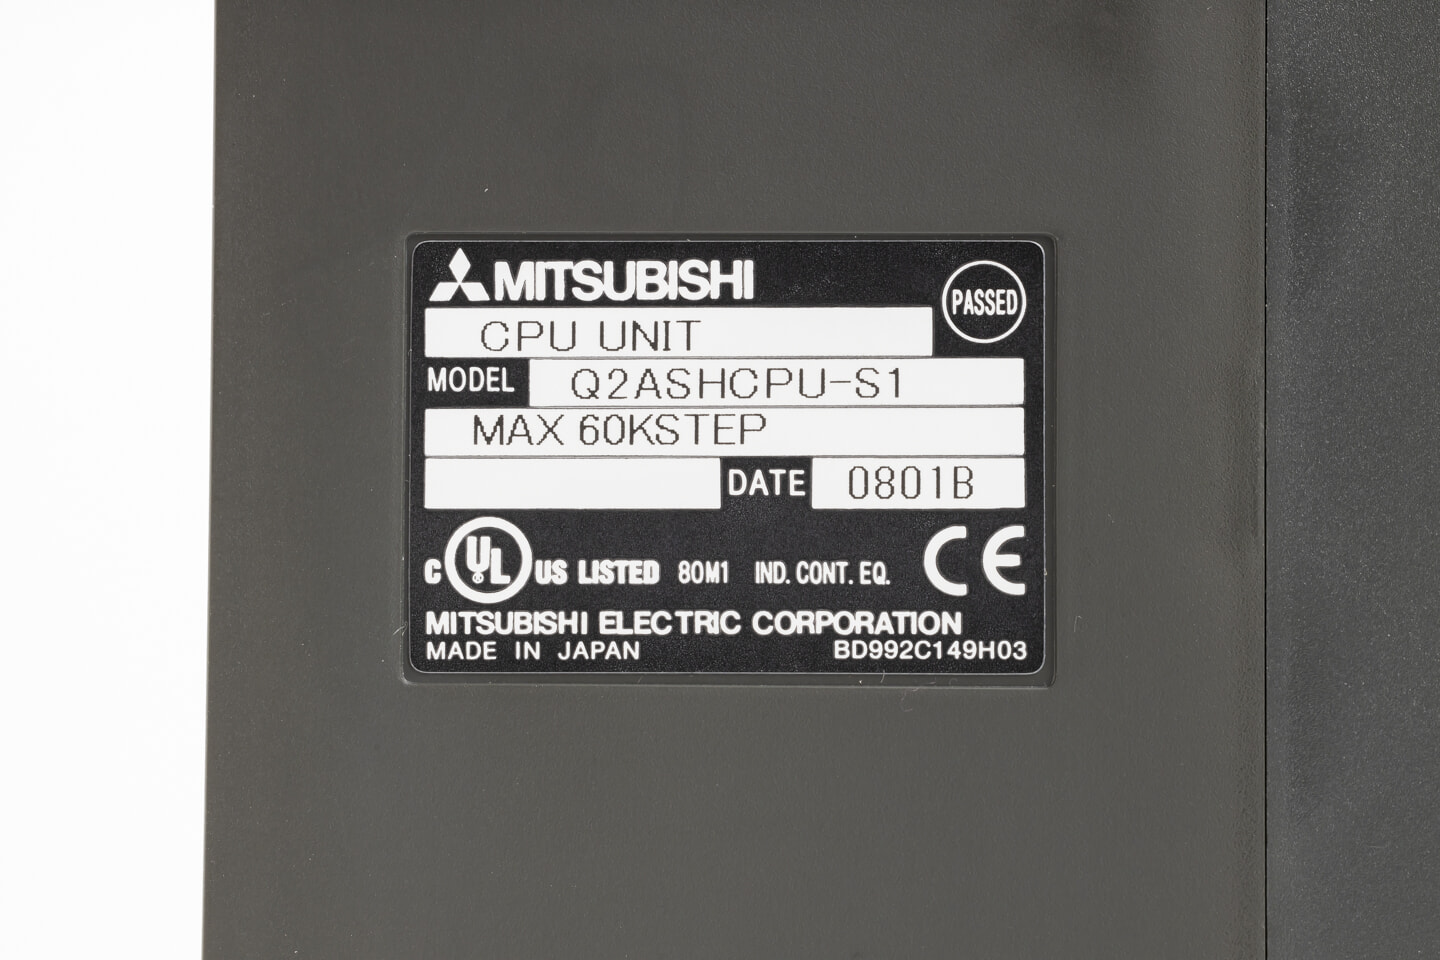 MITSUBISHI
PASSED
CPU UNIT
MODEL Q2ASHCPU-S1
MAX 60KSTEP
DATE 0801B
C UL US LISTED 80M1 IND. CONT. EQ. CE
MITSUBISHI ELECTRIC CORPORATION
MADE IN JAPAN BD992C149H03